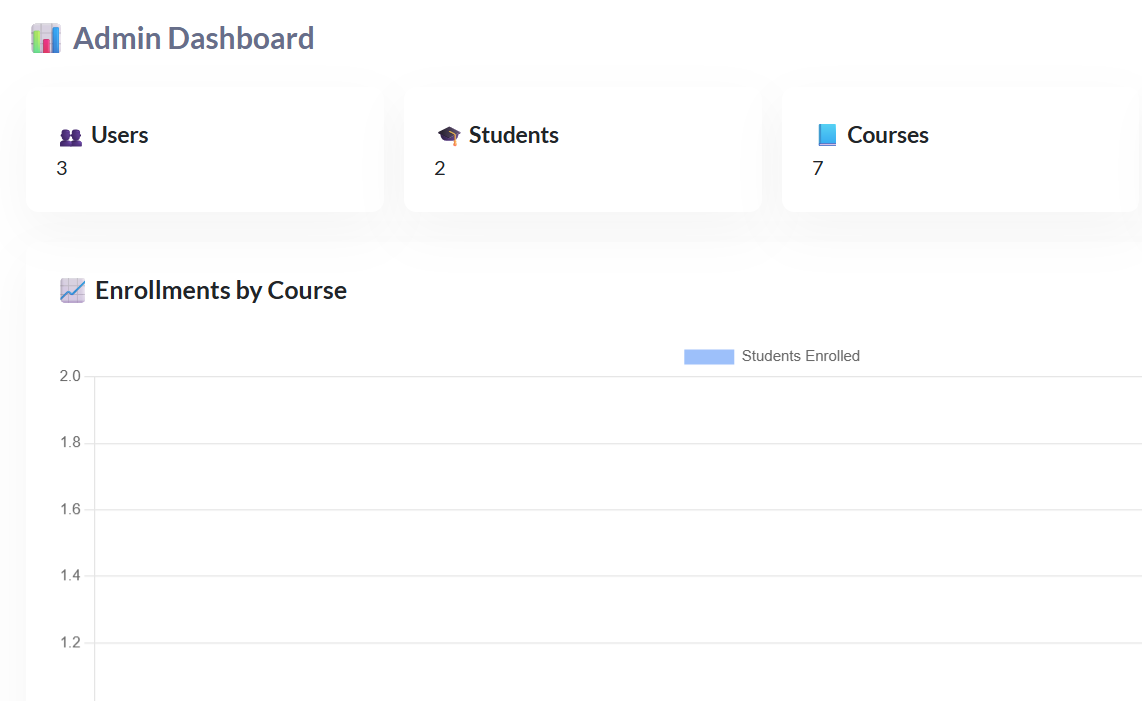 Admin Dashboard
Users
3
Students
2
Courses
7
Enrollments by Course
Students Enrolled
2.0
1.8
1.6
1.4
1.2